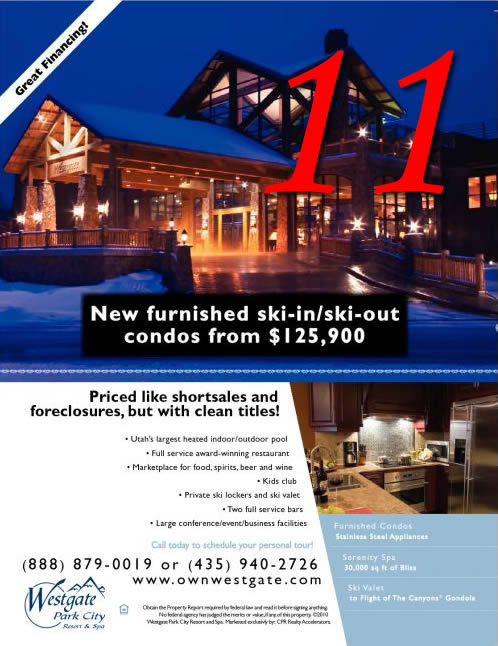 Great Financing!
11
New furnished ski-in/ski-out
condos from $125,900
Priced like shortsales and
foreclosures, but with clean titles!
• Utah's largest heated indoor/outdoor pool
• Full service award-winning restaurant
• Marketplace for food, spirits, beer and wine
• Kids club
• Private ski lockers and ski valet
• Two full service bars
• Large conference/event/business facilities
Call today to schedule your personal tour!
(888) 879-0019 or (435) 940-2726
www.ownwestgate.com
Furnished Condos
Stainless Steel Appliances
Serenity Spa
30,000 sq ft of Bliss
Ski Valet
to Flight of The Canyons' Gondola
Westgate
Park City
Resort & Spa
Obtain the Property Report required by federal law and read it before signing anything.
No federal agency has judged the merits or value, if any, of this property. ©2010
Westgate Park City Resort and Spa. Marketed exclusively by: CPR Realty Accelerators.